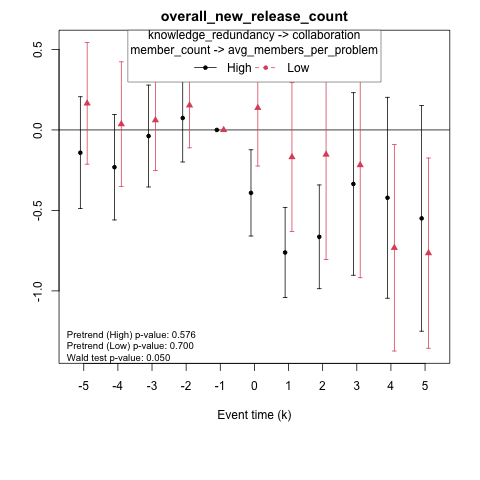 overall_new_release_count
knowledge_redundancy -> collaboration
member_count -> avg_members_per_problem
High Low
0.5
0.0
-0.5
-1.0
Pretrend (High) p-value: 0.576
Pretrend (Low) p-value: 0.700
Wald test p-value: 0.050
-5 -4 -3 -2 -1 0 1 2 3 4 5
Event time (k)